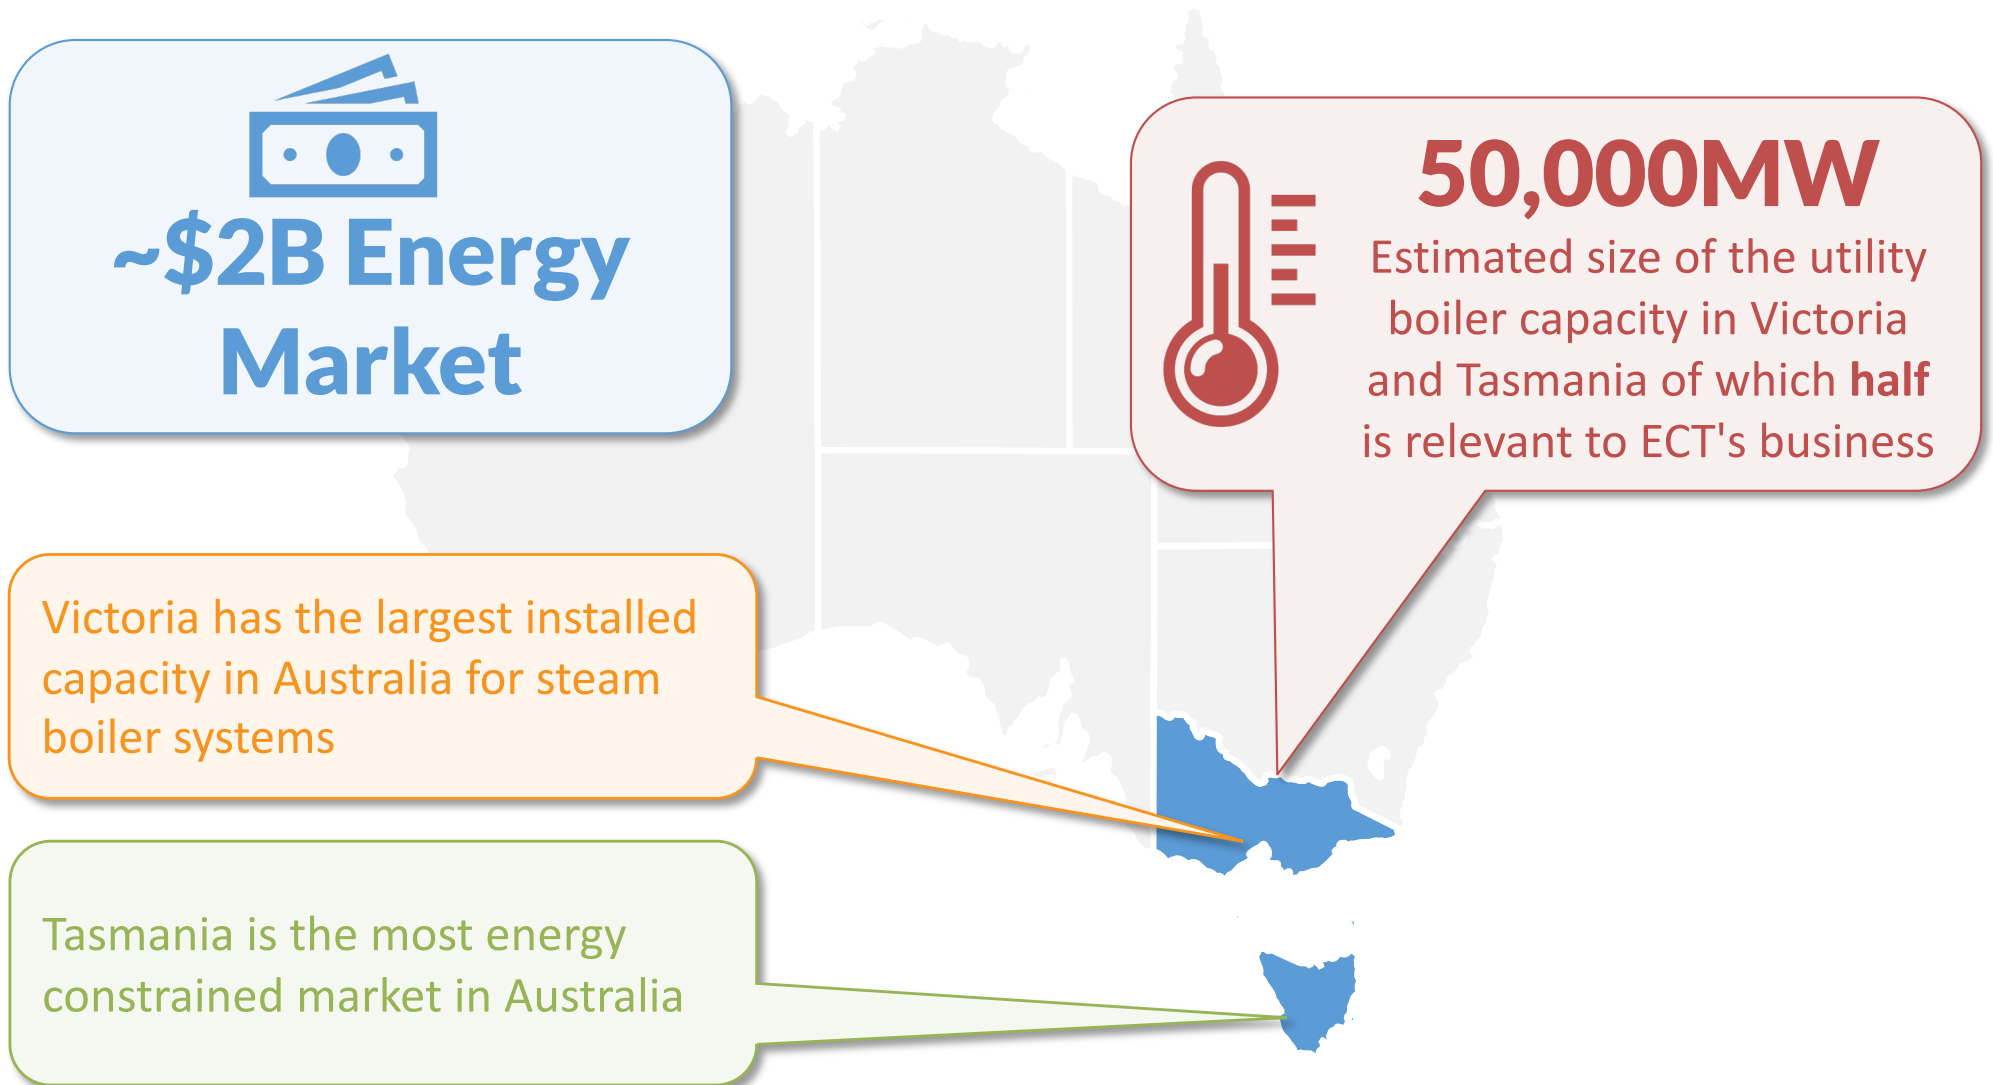 ~$2B Energy
Market
50,000MW
Estimated size of the utility
boiler capacity in Victoria
and Tasmania of which half
is relevant to ECT's business
Victoria has the largest installed
capacity in Australia for steam
boiler systems
Tasmania is the most energy
constrained market in Australia